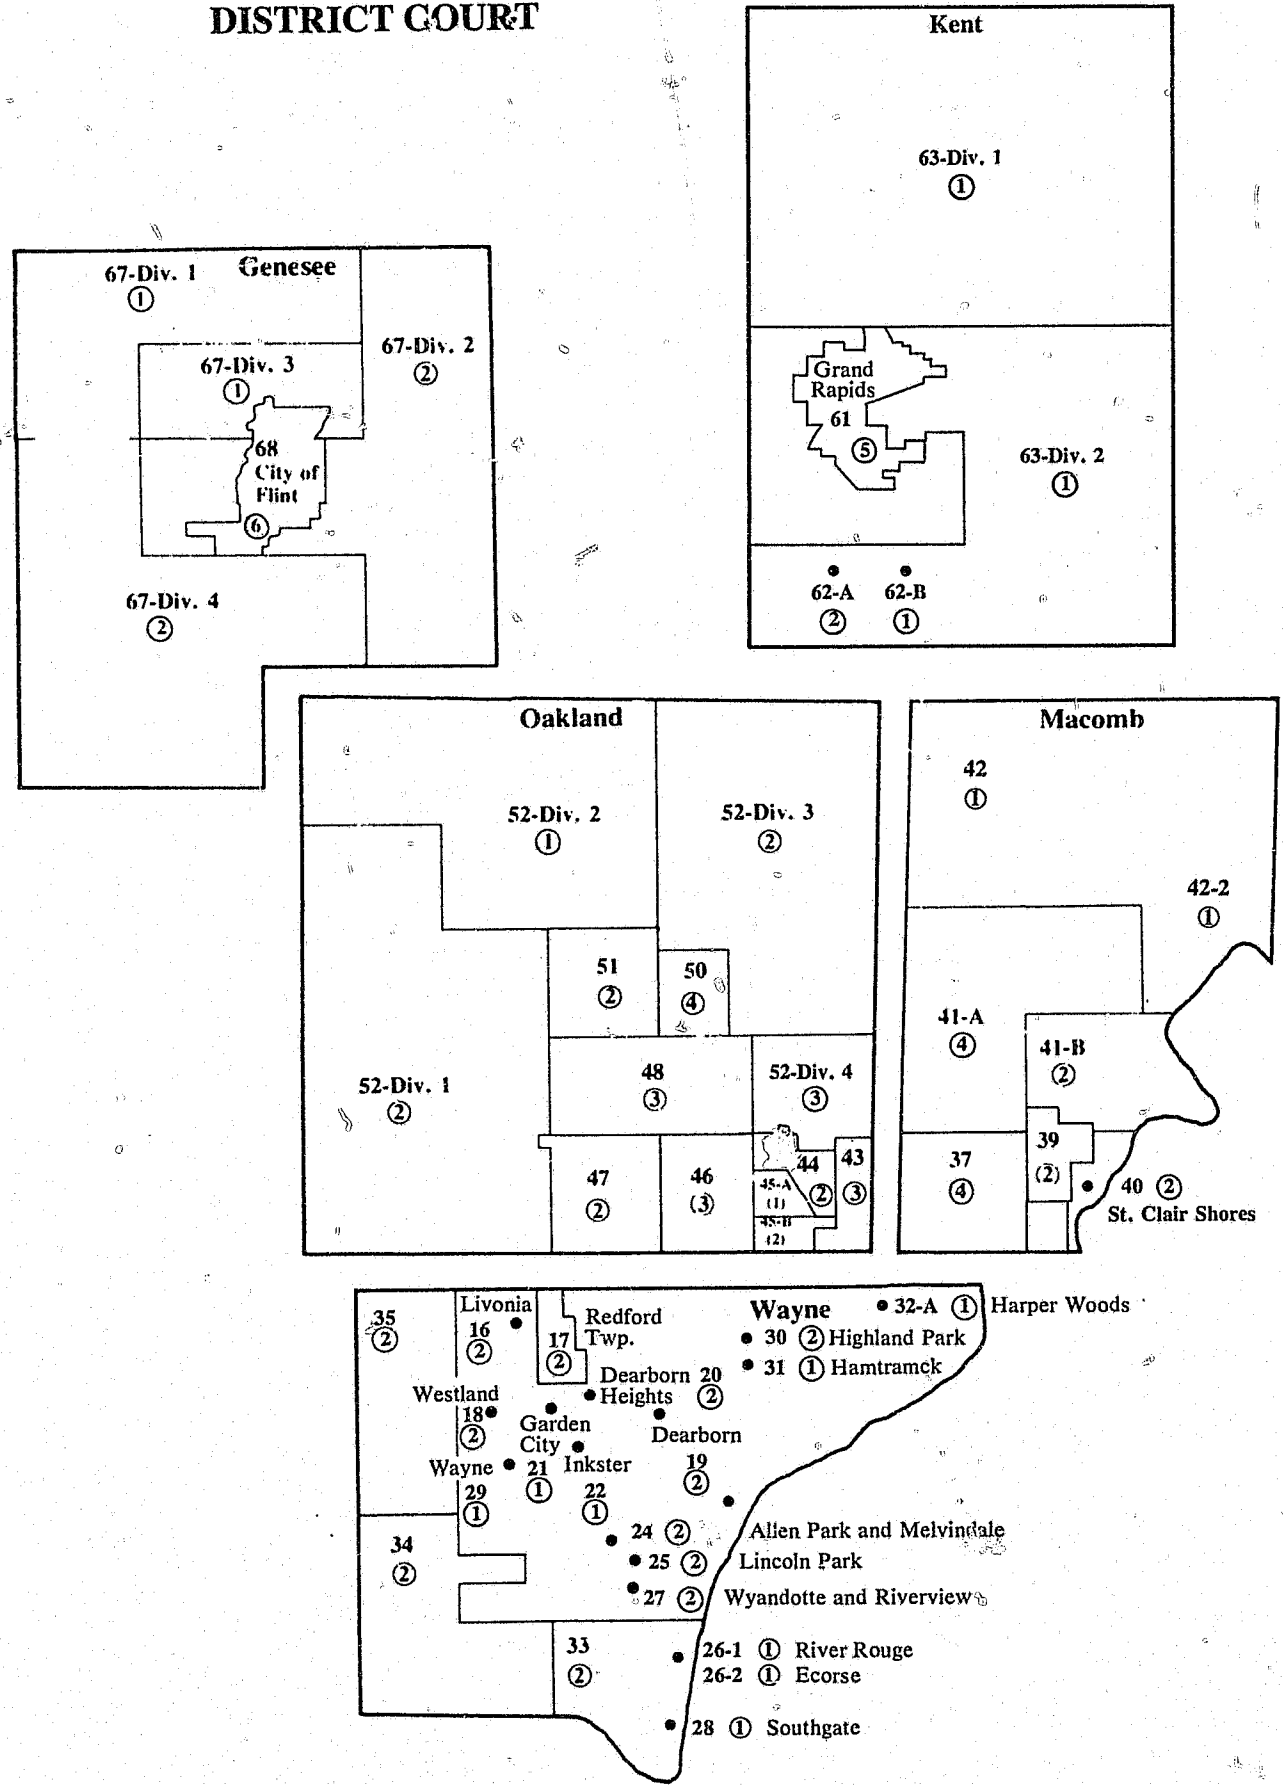 DISTRICT COURT
Kent
63-Div. 1
1
Grand
Rapids
61
5
63-Div. 2
1
62-A
2
62-B
1
Genesee
67-Div. 1
1
67-Div. 2
2
67-Div. 3
1
68
City of
Flint
6
67-Div. 4
2
Oakland
52-Div. 2
1
52-Div. 3
2
51
2
50
4
52-Div. 1
2
48
3
52-Div. 4
3
47
2
46
(3)
45-A
(1)
45-B
(2)
44
2
43
3
Macomb
42
1
42-2
1
41-A
4
41-B
2
39
(2)
37
4
40 2
St. Clair Shores
Wayne
35
2
Livonia
16
2
17
2
Redford
Twp.
32-A 1 Harper Woods
30 2 Highland Park
31 1 Hamtramck
Dearborn
Heights
20
2
Westland
18
2
Garden
City
21
1
Dearborn
19
2
Wayne
29
1
Inkster
22
1
24 2 Allen Park and Melvindale
25 2 Lincoln Park
27 2 Wyandotte and Riverview
34
2
33
2
26-1 1 River Rouge
26-2 1 Ecorse
28 1 Southgate